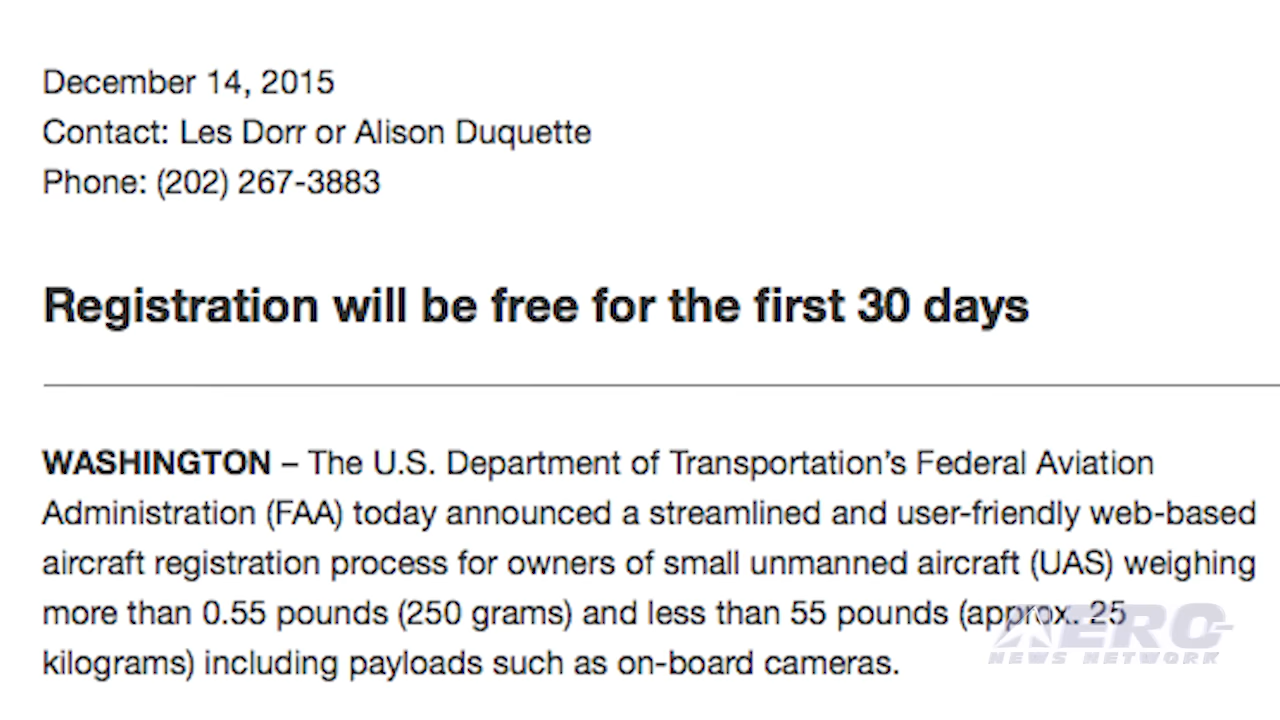 December 14, 2015
Contact: Les Dorr or Alison Duquette
Phone: (202) 267-3883
Registration will be free for the first 30 days
WASHINGTON – The U.S. Department of Transportation’s Federal Aviation
Administration (FAA) today announced a streamlined and user-friendly web-based
aircraft registration process for owners of small unmanned aircraft (UAS) weighing
more than 0.55 pounds (250 grams) and less than 55 pounds (approx. 25
kilograms) including payloads such as on-board cameras.
AERO
NEWS NETWORK